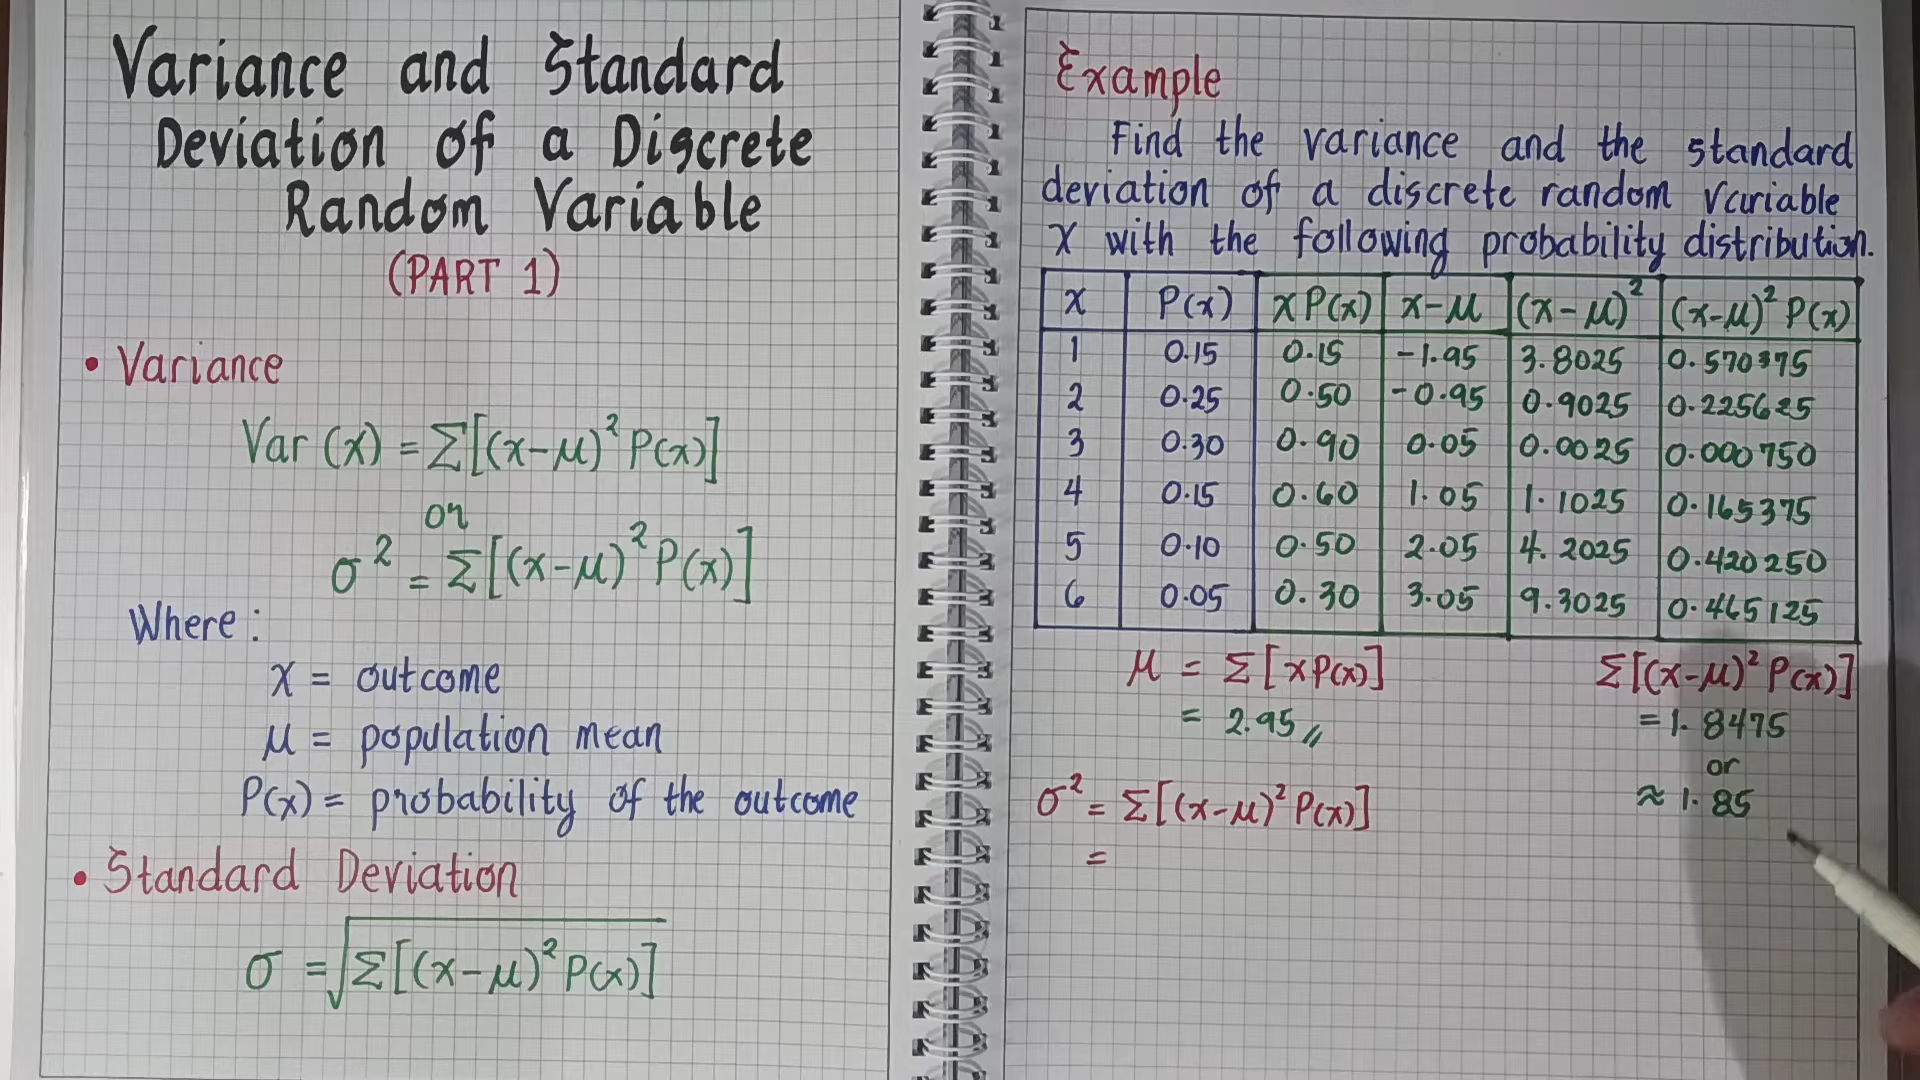 Variance and Standard
Deviation of a Discrete
Random Variable
(PART 1)
• Variance
Var (x) = Σ[(x-μ)² P(x)]
or
σ² = Σ[(x-μ)² P(x)]
Where:
x = outcome
μ = population mean
P(x) = probability of the outcome
• Standard Deviation
σ = √Σ[(x-μ)² P(x)]
Example
Find the variance and the standard
deviation of a discrete random variable
X with the following probability distribution.
x P(x) x P(x) x-μ (x-μ)² (x-μ)² P(x)
1 0.15 0.15 -1.95 3.8025 0.570375
2 0.25 0.50 -0.95 0.9025 0.225625
3 0.30 0.90 0.05 0.0025 0.000750
4 0.15 0.60 1.05 1.1025 0.165375
5 0.10 0.50 2.05 4.2025 0.420250
6 0.05 0.30 3.05 9.3025 0.465125
μ = Σ[xP(x)]
= 2.95 //
Σ[(x-μ)² P(x)]
= 1.8475
or
≈ 1.85
σ² = Σ[(x-μ)² P(x)]
=